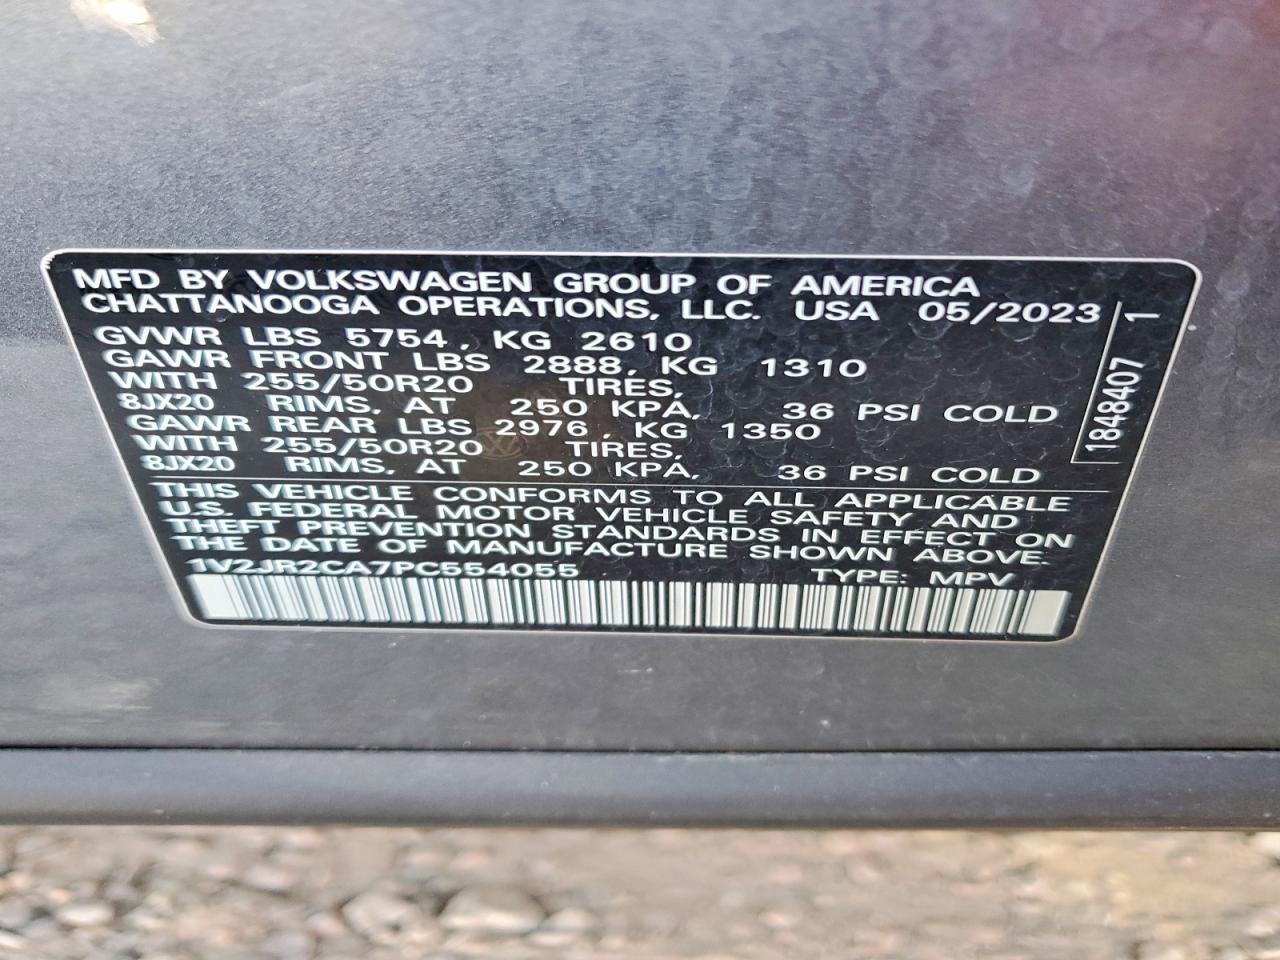 MFD BY VOLKSWAGEN GROUP OF AMERICA
CHATTANOOGA OPERATIONS, LLC. USA 05/2023
GVWR LBS 5754, KG 2610
GAWR FRONT LBS 2888, KG 1310
WITH 255/50R20 TIRES,
8JX20 RIMS, AT 250 KPA, 36 PSI COLD
GAWR REAR LBS 2976, KG 1350
WITH 255/50R20 TIRES,
8JX20 RIMS, AT 250 KPA, 36 PSI COLD
THIS VEHICLE CONFORMS TO ALL APPLICABLE
U.S. FEDERAL MOTOR VEHICLE SAFETY AND
THEFT PREVENTION STANDARDS IN EFFECT ON
THE DATE OF MANUFACTURE SHOWN ABOVE.
1V2JR2CA7PC554055 TYPE: MPV
1848407 1